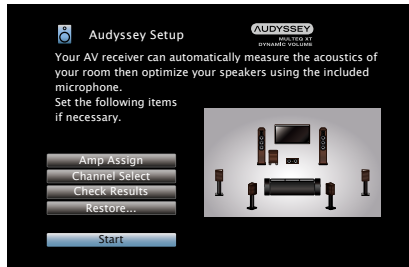 Audyssey Setup
AUDYSSEY
MULTEQ XT
DYNAMIC VOLUME
Your AV receiver can automatically measure the acoustics of
your room then optimize your speakers using the included
microphone.
Set the following items
if necessary.
Amp Assign
Channel Select
Check Results
Restore...
Start